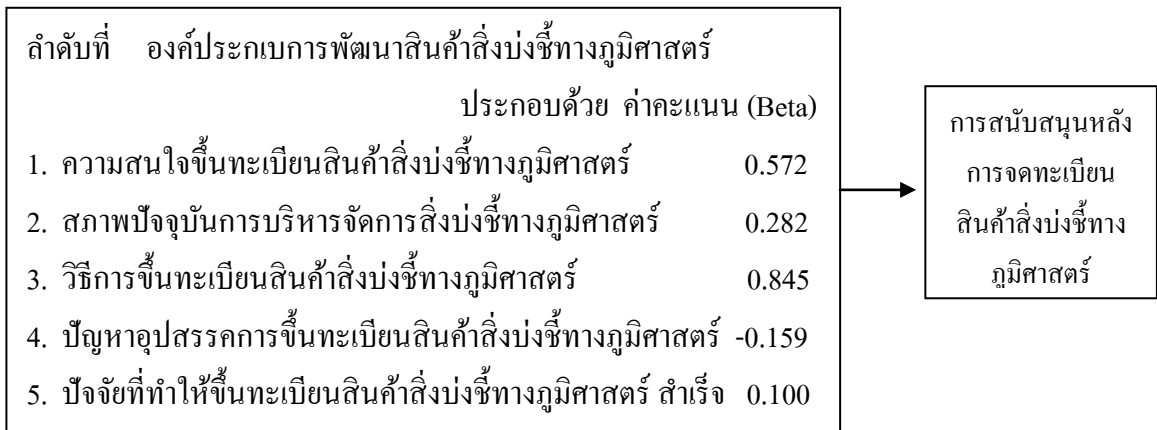 ลำดับที่ องค์ประกเบการพัฒนาสินค้าสิ่งบ่งชี้ทางภูมิศาสตร์
ประกอบด้วย ค่าคะแนน (Beta)
1. ความสนใจขึ้นทะเบียนสินค้าสิ่งบ่งชี้ทางภูมิศาสตร์ 0.572
2. สภาพปัจจุบันการบริหารจัดการสิ่งบ่งชี้ทางภูมิศาสตร์ 0.282
3. วิธีการขึ้นทะเบียนสินค้าสิ่งบ่งชี้ทางภูมิศาสตร์ 0.845
4. ปัญหาอุปสรรคการขึ้นทะเบียนสินค้าสิ่งบ่งชี้ทางภูมิศาสตร์ -0.159
5. ปัจจัยที่ทำให้ขึ้นทะเบียนสินค้าสิ่งบ่งชี้ทางภูมิศาสตร์ สำเร็จ 0.100
การสนับสนุนหลัง
การจดทะเบียน
สินค้าสิ่งบ่งชี้ทาง
ภูมิศาสตร์